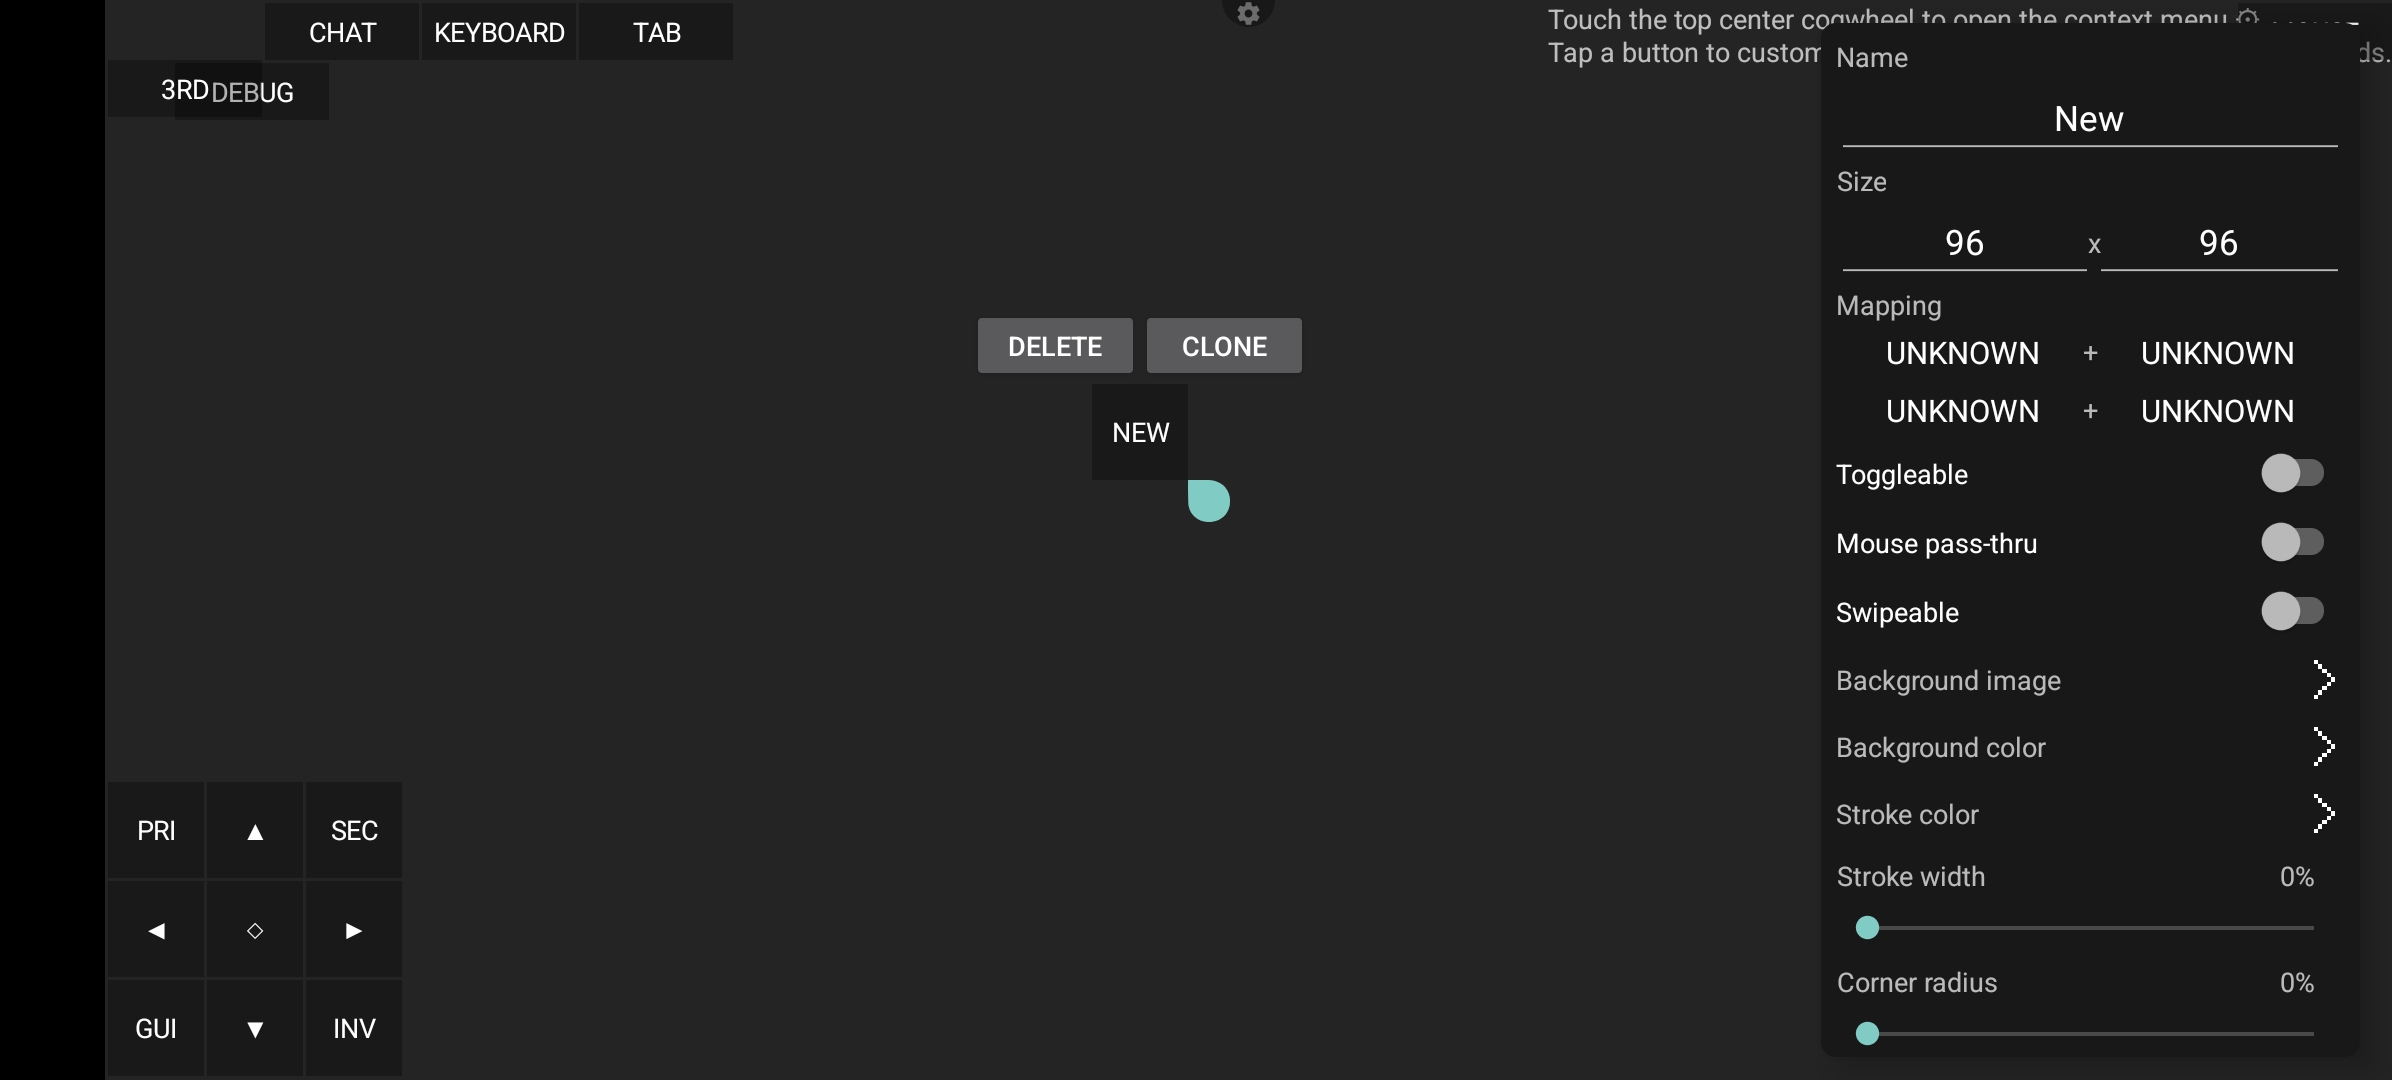 CHAT KEYBOARD TAB
3RD DEBUG
Touch the top center cogwheel to open the context menu
Tap a button to custom
ds.
Name
New
Size
96 x 96
Mapping
UNKNOWN + UNKNOWN
UNKNOWN + UNKNOWN
Toggleable
Mouse pass-thru
Swipeable
Background image
Background color
Stroke color
Stroke width 0%
Corner radius 0%
DELETE CLONE
NEW
PRI ▲ SEC
◀ ◇ ▶
GUI ▼ INV